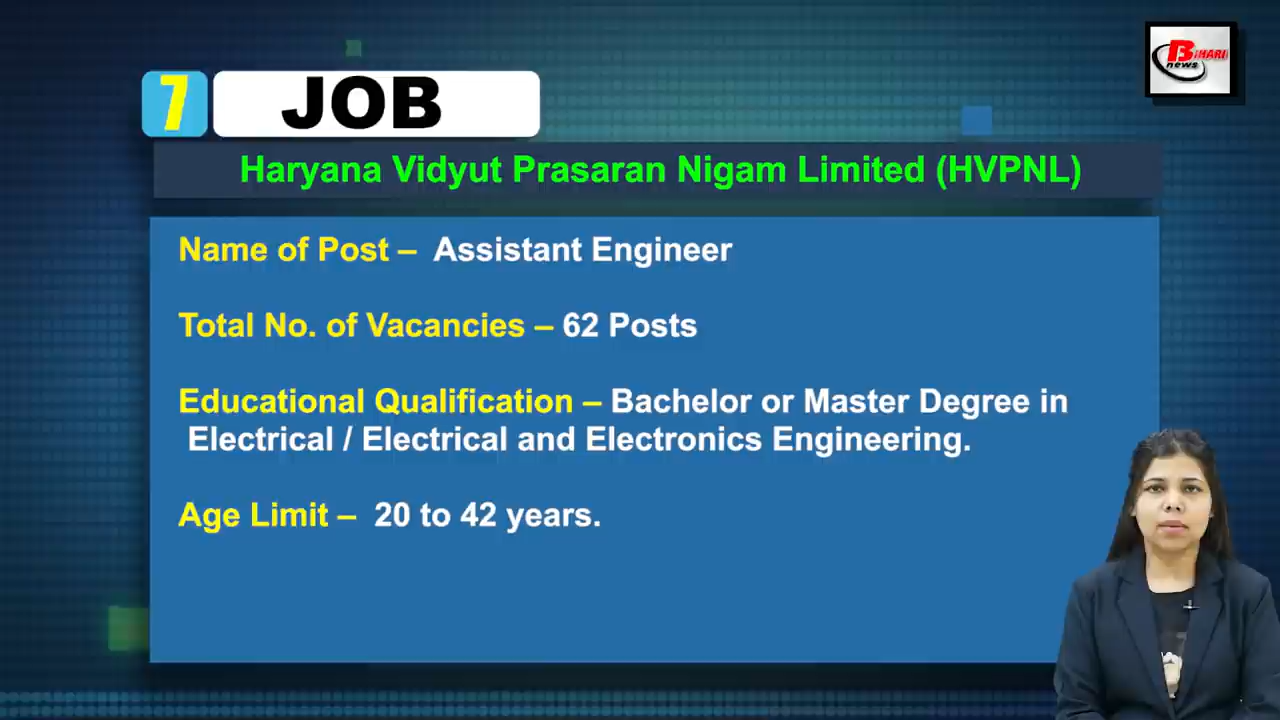 7 JOB
BIHARI
news
Haryana Vidyut Prasaran Nigam Limited (HVPNL)
Name of Post – Assistant Engineer
Total No. of Vacancies – 62 Posts
Educational Qualification – Bachelor or Master Degree in
Electrical / Electrical and Electronics Engineering.
Age Limit – 20 to 42 years.